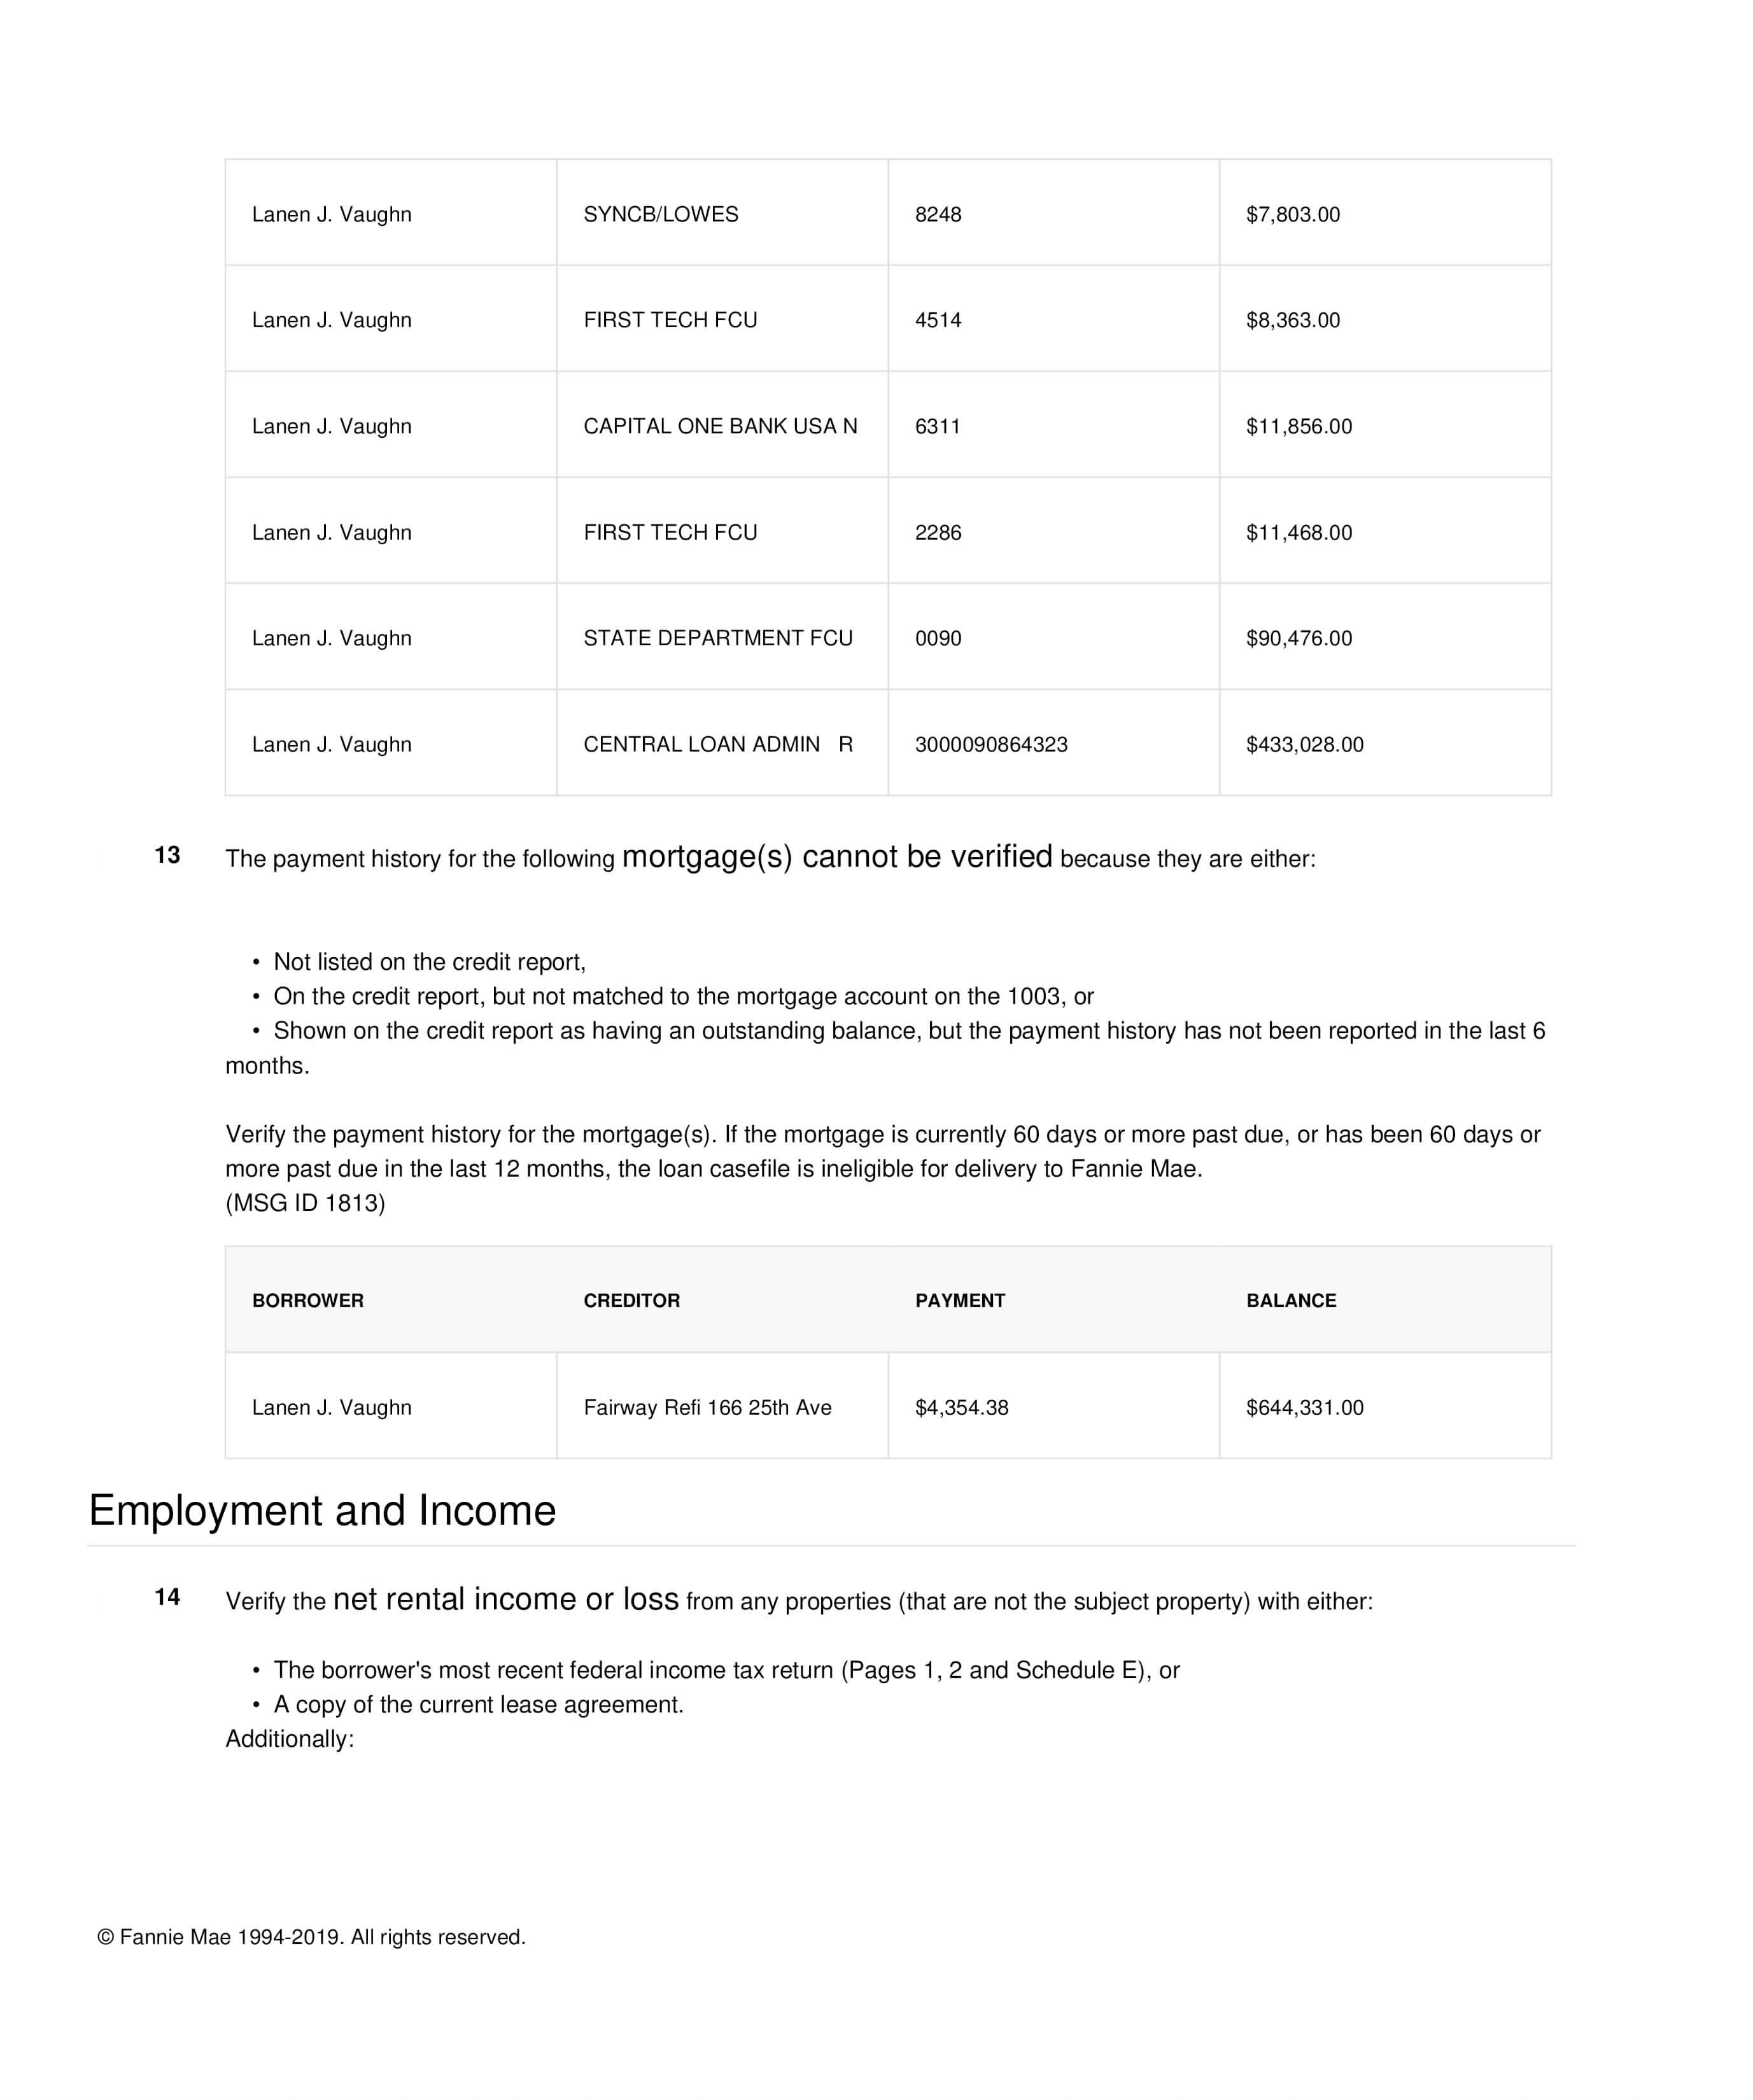 Lanen J. Vaughn SYNCB/LOWES 8248 $7,803.00
Lanen J. Vaughn FIRST TECH FCU 4514 $8,363.00
Lanen J. Vaughn CAPITAL ONE BANK USA N 6311 $11,856.00
Lanen J. Vaughn FIRST TECH FCU 2286 $11,468.00
Lanen J. Vaughn STATE DEPARTMENT FCU 0090 $90,476.00
Lanen J. Vaughn CENTRAL LOAN ADMIN   R 3000090864323 $433,028.00
13 The payment history for the following mortgage(s) cannot be verified because they are either:
• Not listed on the credit report,
• On the credit report, but not matched to the mortgage account on the 1003, or
• Shown on the credit report as having an outstanding balance, but the payment history has not been reported in the last 6
months.
Verify the payment history for the mortgage(s). If the mortgage is currently 60 days or more past due, or has been 60 days or
more past due in the last 12 months, the loan casefile is ineligible for delivery to Fannie Mae.
(MSG ID 1813)
BORROWER CREDITOR PAYMENT BALANCE
Lanen J. Vaughn Fairway Refi 166 25th Ave $4,354.38 $644,331.00
Employment and Income
14 Verify the net rental income or loss from any properties (that are not the subject property) with either:
• The borrower's most recent federal income tax return (Pages 1, 2 and Schedule E), or
• A copy of the current lease agreement.
Additionally:
© Fannie Mae 1994-2019. All rights reserved.